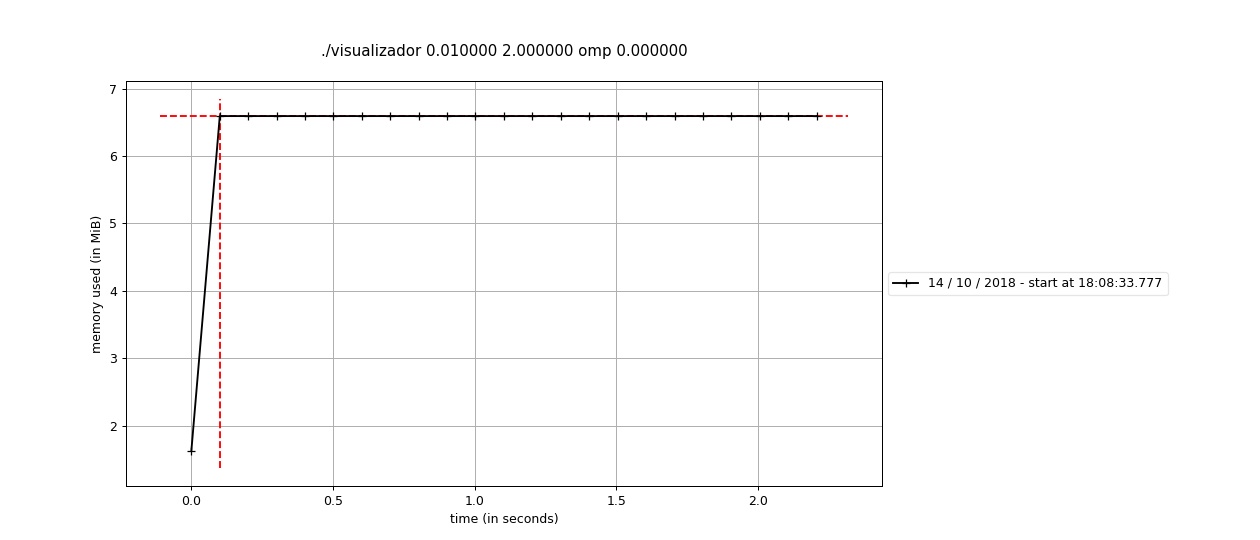 ./visualizador 0.010000 2.000000 omp 0.000000
7
6
5
4
3
2
memory used (in MiB)
0.0 0.5 1.0 1.5 2.0
time (in seconds)
14 / 10 / 2018 - start at 18:08:33.777